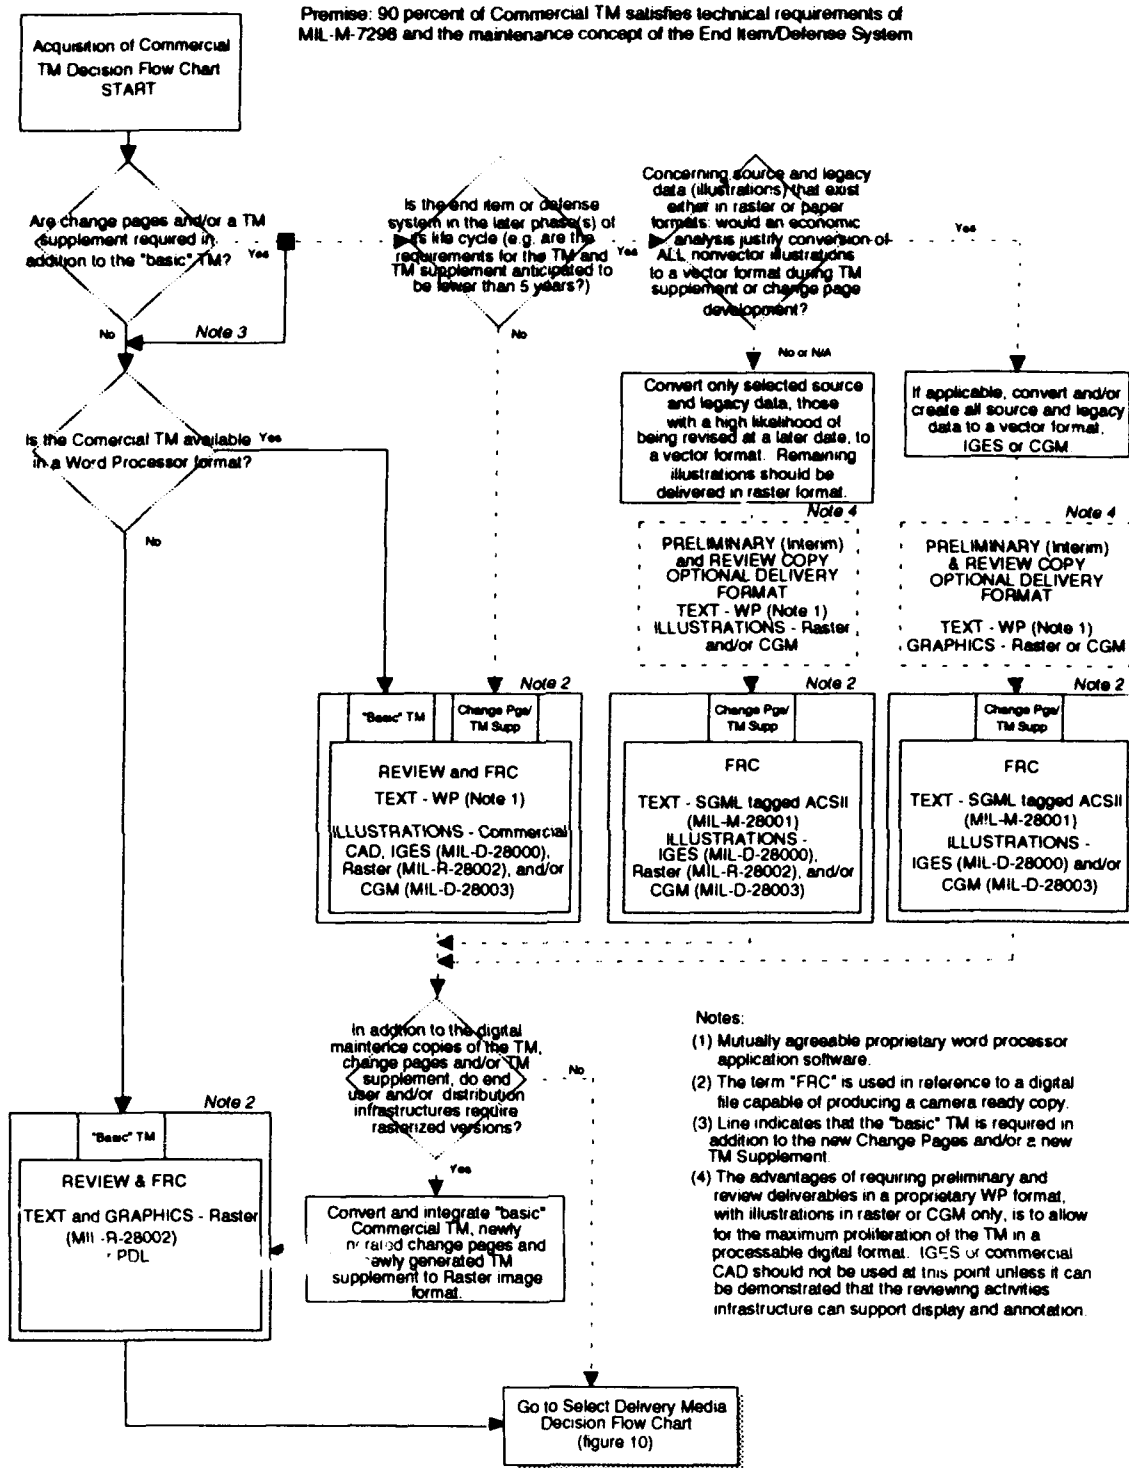 Premise: 90 percent of Commercial TM satisfies technical requirements of
MIL-M-7298 and the maintenance concept of the End Item/Defense System
Acquisition of Commercial
TM Decision Flow Chart
START
Are change pages and/or a TM
supplement required in
addition to the "basic" TM?
Yes
No
Note 3
Is the end item or defense
system in the later phase(s) of
its life cycle (e.g. are the
requirements for the TM and
TM supplement anticipated to
be fewer than 5 years?)
Yes
No
Concerning source and legacy
data (illustrations) that exist
either in raster or paper
formats: would an economic
analysis justify conversion of
ALL nonvector illustrations
to a vector format during TM
supplement or change page
development?
Yes
No or N/A
Is the Comercial TM available
in a Word Processor format?
Yes
No
Convert only selected source
and legacy data, those
with a high likelihood of
being revised at a later date, to
a vector format. Remaining
illustrations should be
delivered in raster format.
If applicable, convert and/or
create all source and legacy
data to a vector format,
IGES or CGM
Note 4
PRELIMINARY (Interim)
and REVIEW COPY
OPTIONAL DELIVERY
FORMAT
TEXT - WP (Note 1)
ILLUSTRATIONS - Raster
and/or CGM
Note 4
PRELIMINARY (Interim)
& REVIEW COPY
OPTIONAL DELIVERY
FORMAT
TEXT - WP (Note 1)
GRAPHICS - Raster or CGM
Note 2
"Basic" TM
Change Pgs/
TM Supp
REVIEW and FRC
TEXT - WP (Note 1)
ILLUSTRATIONS - Commercial
CAD, IGES (MIL-D-28000),
Raster (MIL-R-28002), and/or
CGM (MIL-D-28003)
Note 2
Change Pgs/
TM Supp
FRC
TEXT - SGML tagged ACSII
(MIL-M-28001)
ILLUSTRATIONS -
IGES (MIL-D-28000),
Raster (MIL-R-28002), and/or
CGM (MIL-D-28003)
Note 2
Change Pgs/
TM Supp
FRC
TEXT - SGML tagged ACSII
(MIL-M-28001)
ILLUSTRATIONS -
IGES (MIL-D-28000) and/or
CGM (MIL-D-28003)
In addtion to the digital
maintence copies of the TM,
change pages and/or TM
supplement, do end
user and/or distribution
infrastructures require
rasterized versions?
No
Yes
Convert and integrate "basic"
Commercial TM, newly
change pages and
generated TM
supplement to Raster image
format.
Note 2
"Basic" TM
REVIEW & FRC
TEXT and GRAPHICS - Raster
PDL
Notes:
(1) Mutually agreeable proprietary word processor
application software.
(2) The term "FRC" is used in reference to a digital
file capable of producing a camera ready copy.
(3) Line indicates that the "basic" TM is required in
addition to the new Change Pages and/or a new
TM Supplement.
(4) The advantages of requiring preliminary and
review deliverables in a proprietary WP format,
with illustrations in raster or CGM only, is to allow
for the maximum proliferation of the TM in a
processable digital format. IGES or commercial
CAD should not be used at this point unless it can
be demonstrated that the reviewing activities
infrastructure can support display and annotation.
Go to Select Delivery Media
Decision Flow Chart
(figure 10)